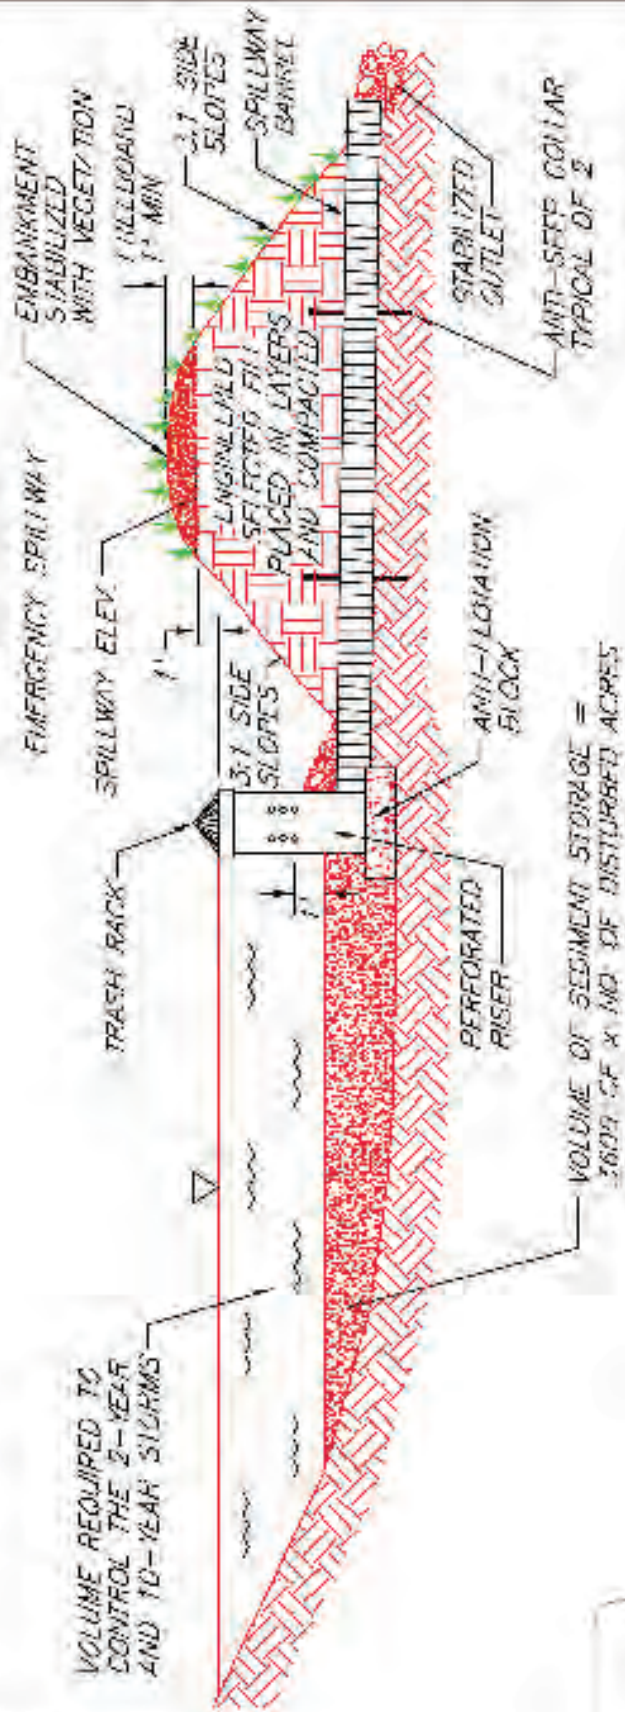 EMERGENCY SPILLWAY
EMBANKMENT
STABILIZED
WITH VEGETATION
FREEBOARD
1' MIN
3:1 SIDE
SLOPES
SPILLWAY
BARREL
TRASH RACK
SPILLWAY ELEV.
1'
3:1 SIDE
SLOPES
ENGINEERED
SELECTED FILL
PLACED IN LAYERS
AND COMPACTED
VOLUME REQUIRED TO
CONTROL THE 2-YEAR
AND 10-YEAR STORMS
1'
PERFORATED
RISER
ANTI-FLOTATION
BLOCK
STABILIZED
OUTLET
ANTI-SEEP COLLAR
TYPICAL OF 2
VOLUME OF SEDIMENT STORAGE =
CF X NO. OF DISTURBED ACRES